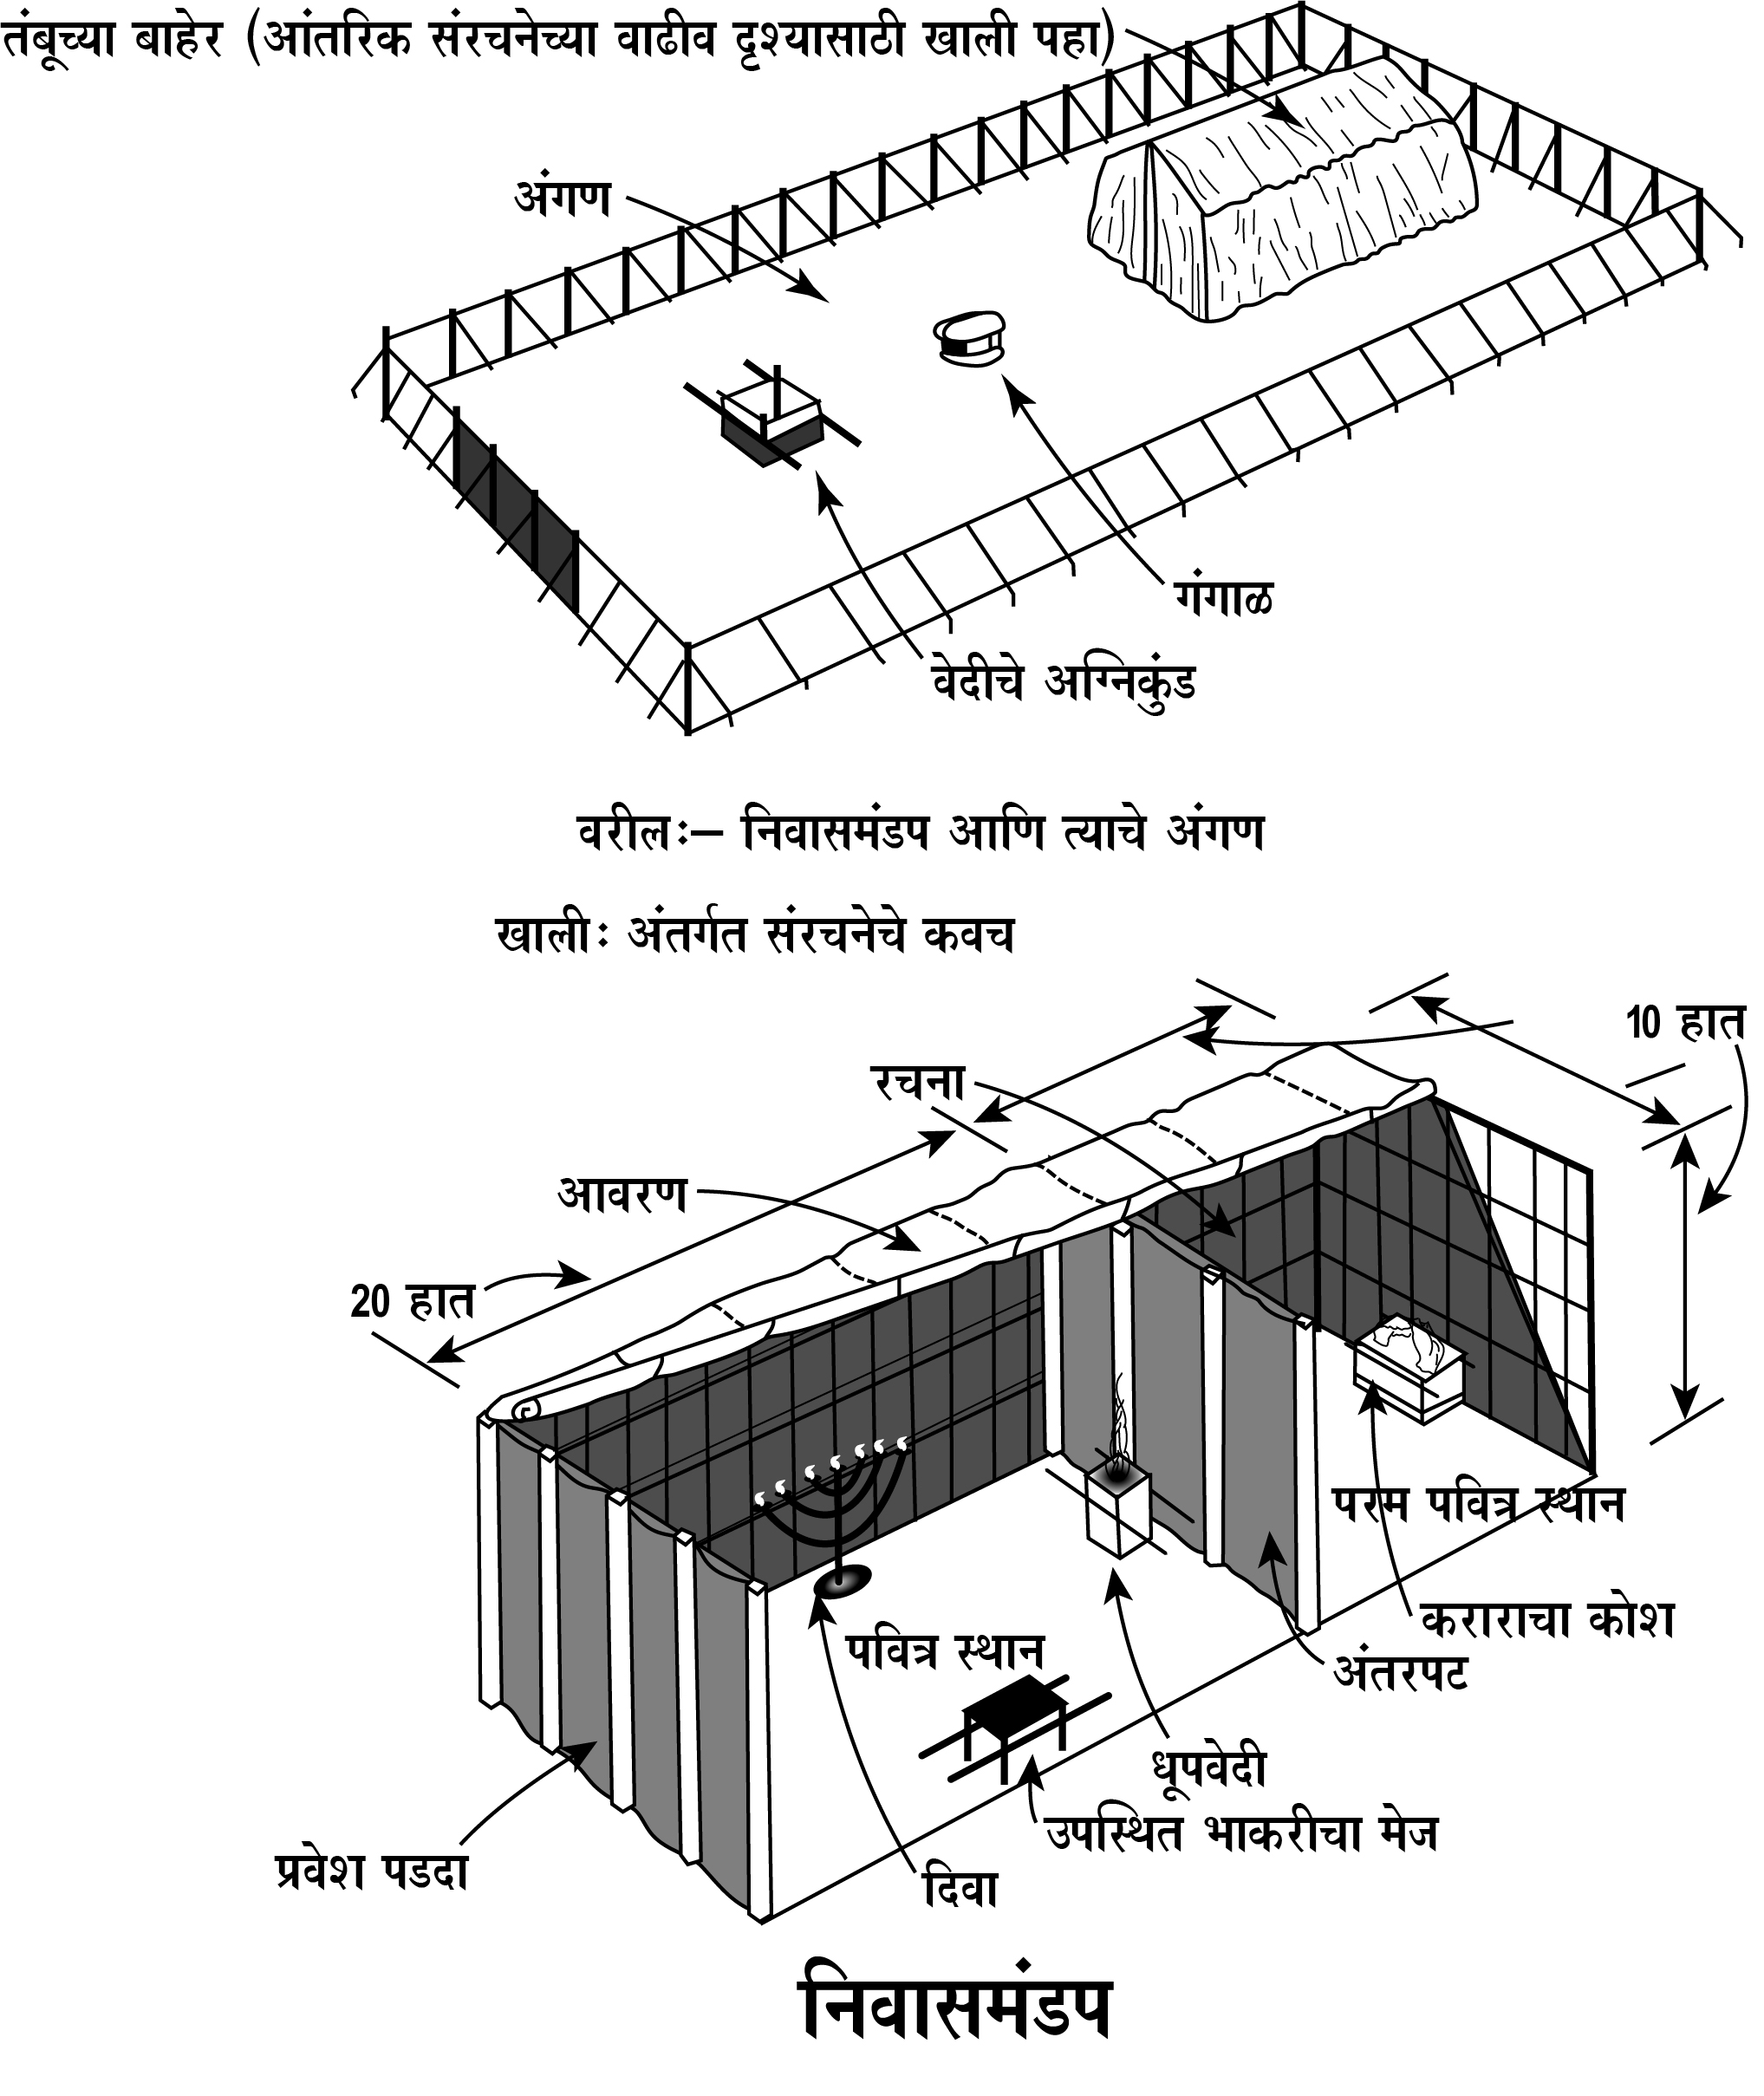 तंबूच्या बाहेर (आंतरिक संरचनेच्या वाढीव दृश्यासाठी खाली पहा)
अंगण
गंगाळ
वेदीचे अग्निकुंड
वरील:– निवासमंडप आणि त्याचे अंगण
खाली: अंतर्गत संरचनेचे कवच
10 हात
रचना
आवरण
20 हात
परम पवित्र स्थान
कराराचा कोश
पवित्र स्थान
अंतरपट
धूपवेदी
उपस्थित भाकरीचा मेज
प्रवेश पडदा
दिवा
निवासमंडप